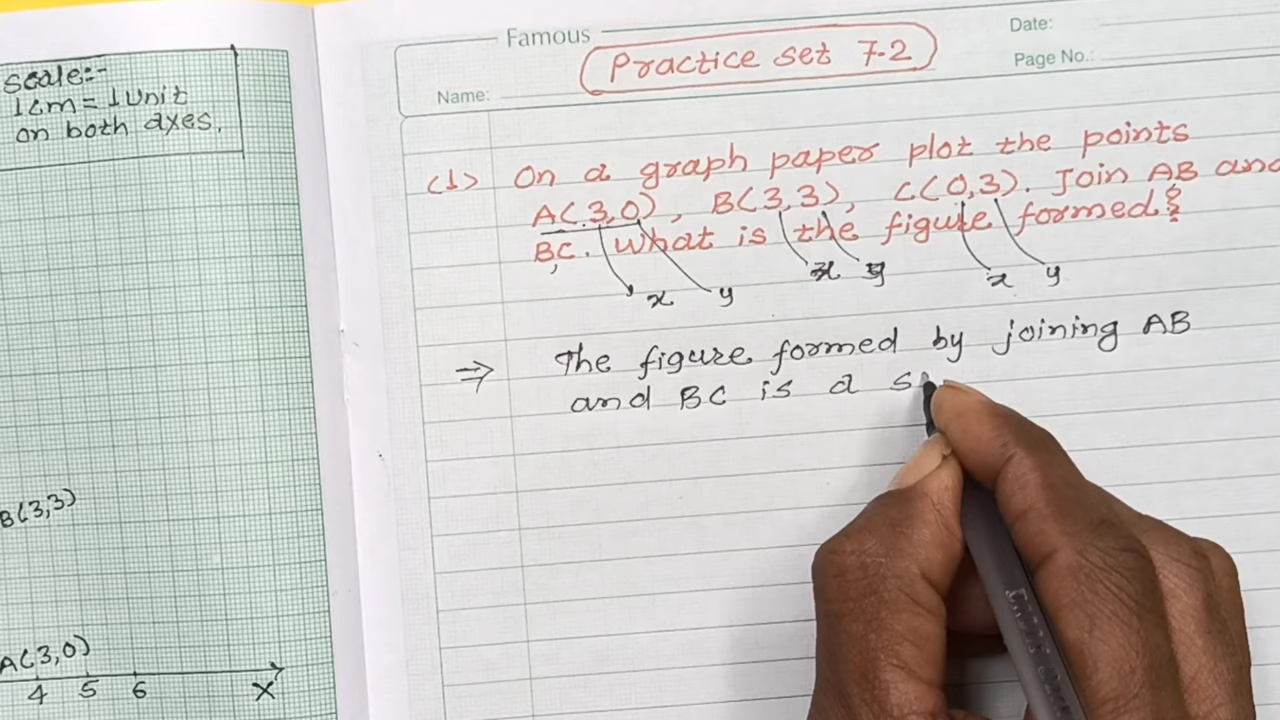 scale:-
1cm = 1 Unit
on both axes.
B(3,3)
A(3,0)
4 5 6 X
Famous
Practice set 7.2
Date:
Page No.:
Name:
(1) On a graph paper plot the points
A(3,0), B(3,3), C(0,3). Join AB and
BC. What is the figure formed?
x y x y x y
⇒ The figure formed by joining AB
and BC is a s